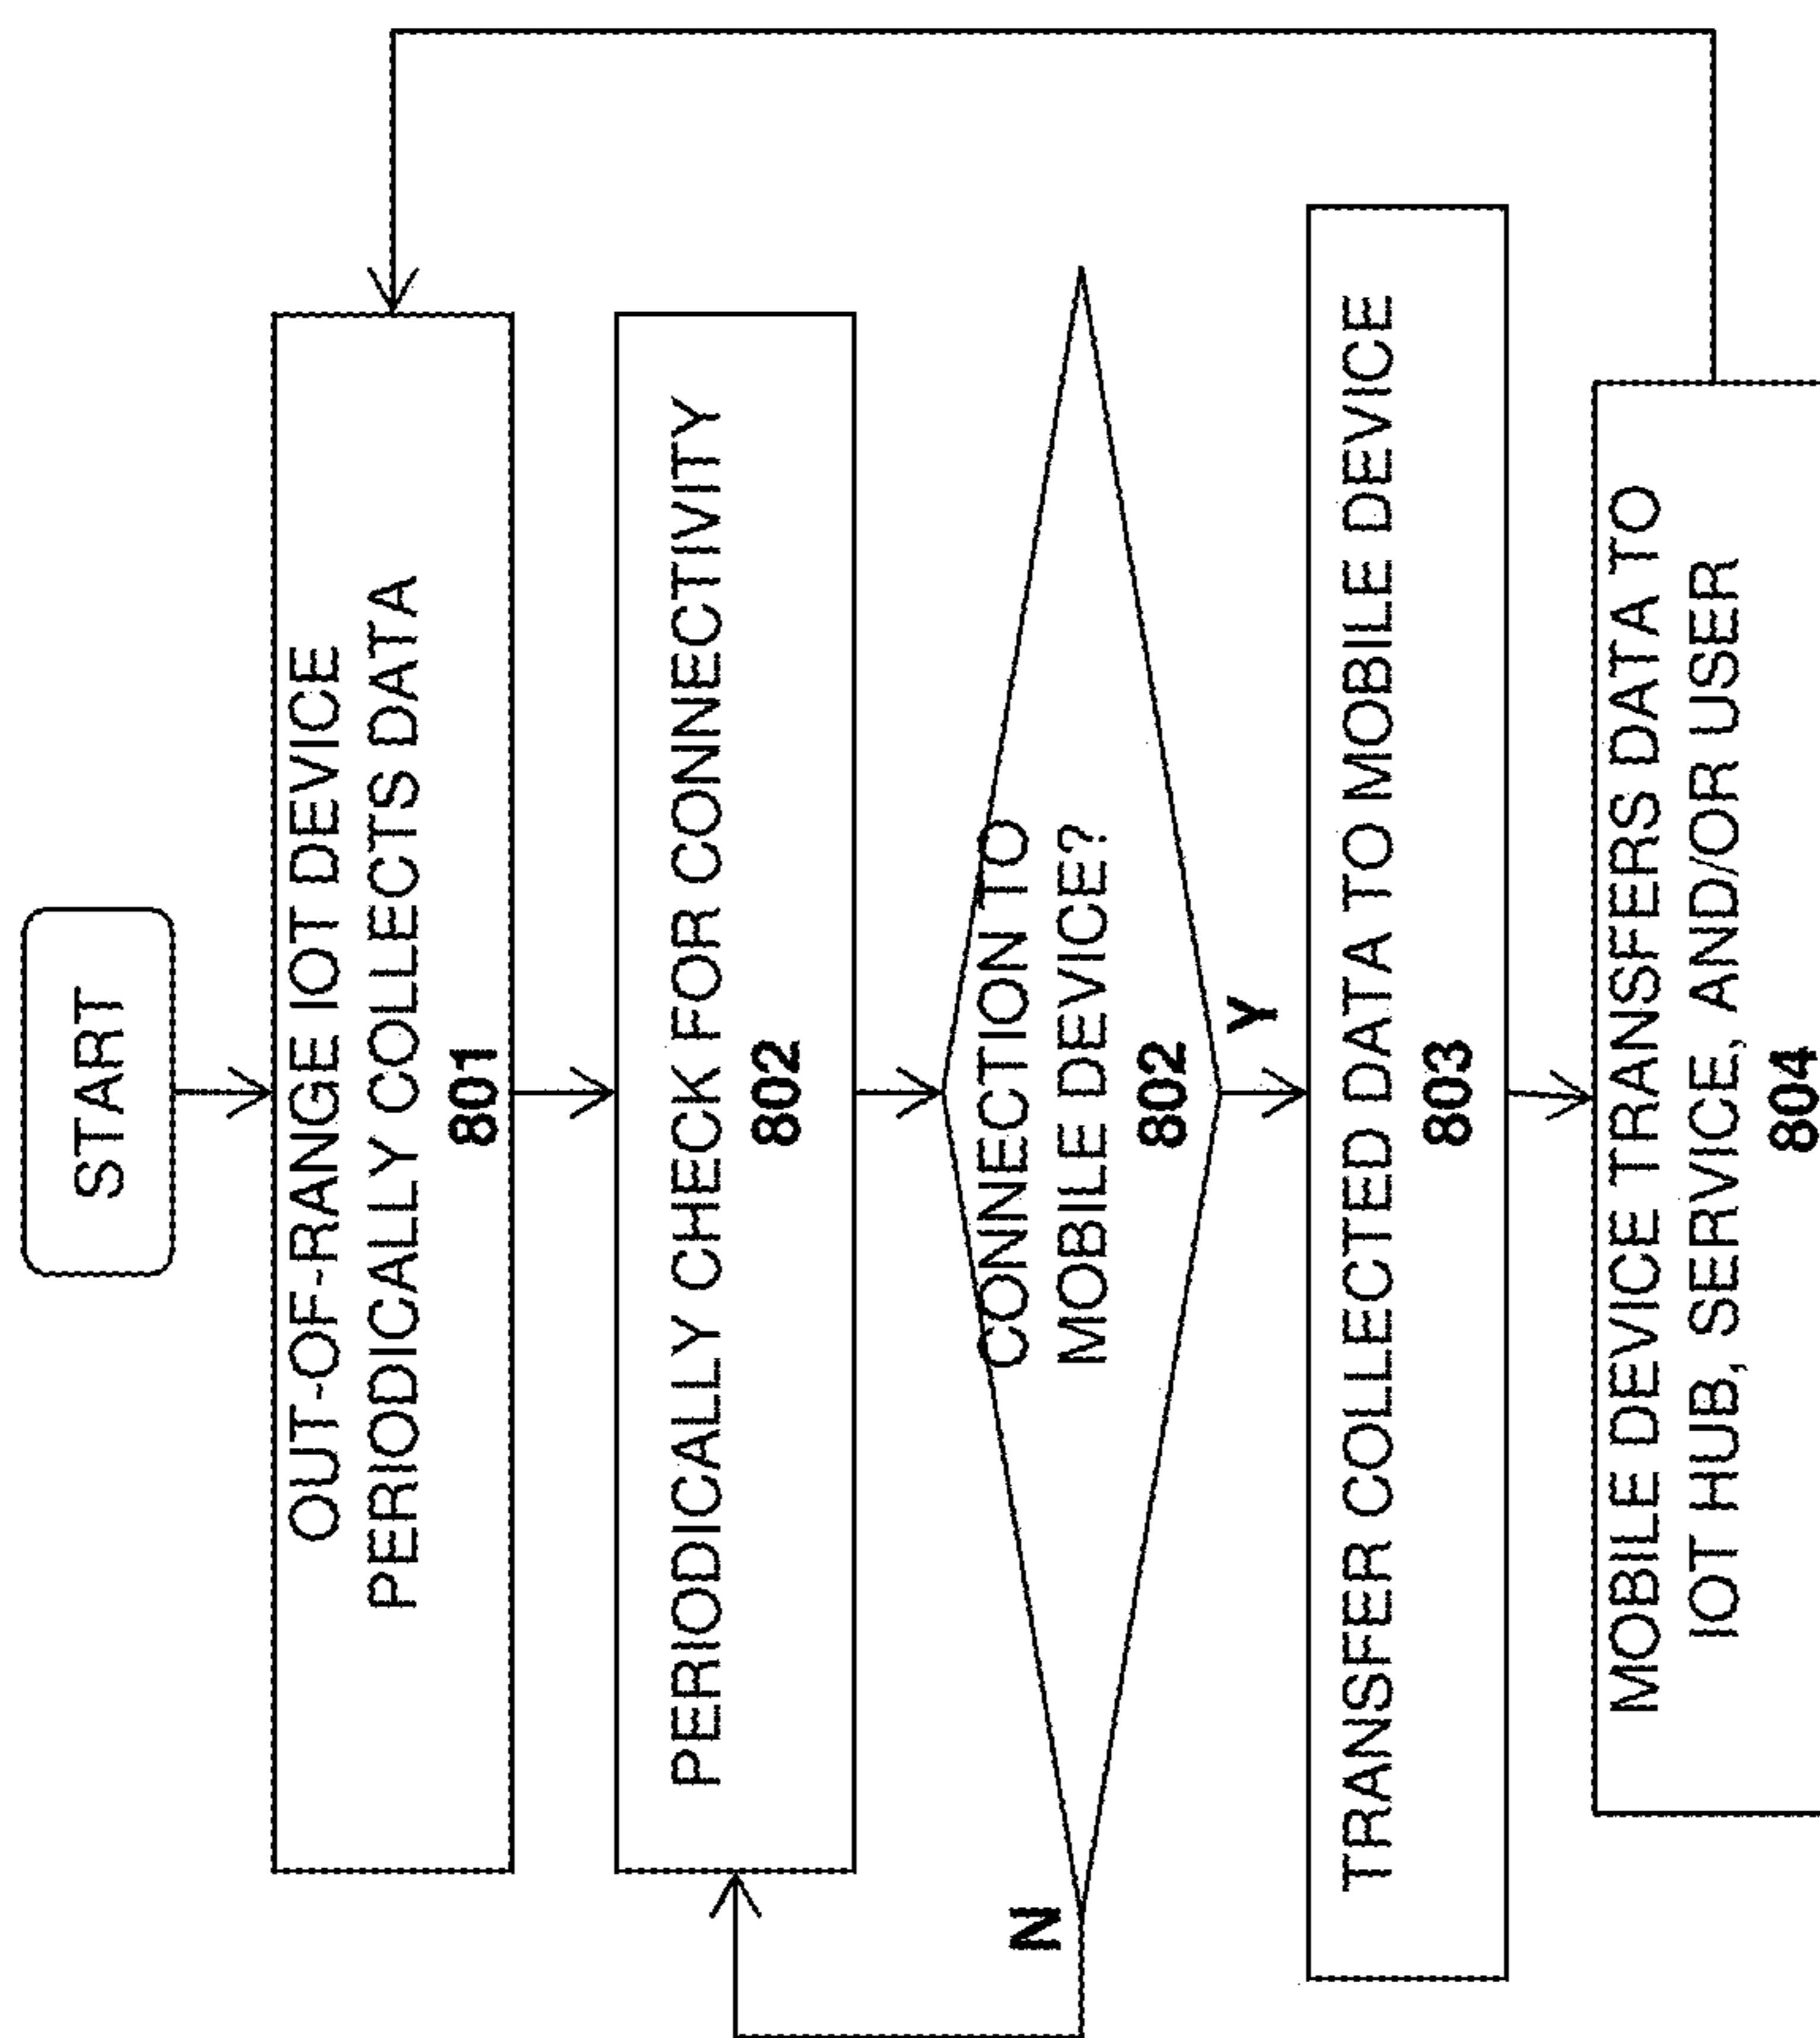 START
OUT-OF-RANGE IOT DEVICE
PERIODICALLY COLLECTS DATA
801
PERIODICALLY CHECK FOR CONNECTIVITY
802
CONNECTION TO
MOBILE DEVICE?
802
N
Y
TRANSFER COLLECTED DATA TO MOBILE DEVICE
803
MOBILE DEVICE TRANSFERS DATA TO
IOT HUB, SERVICE, AND/OR USER
804